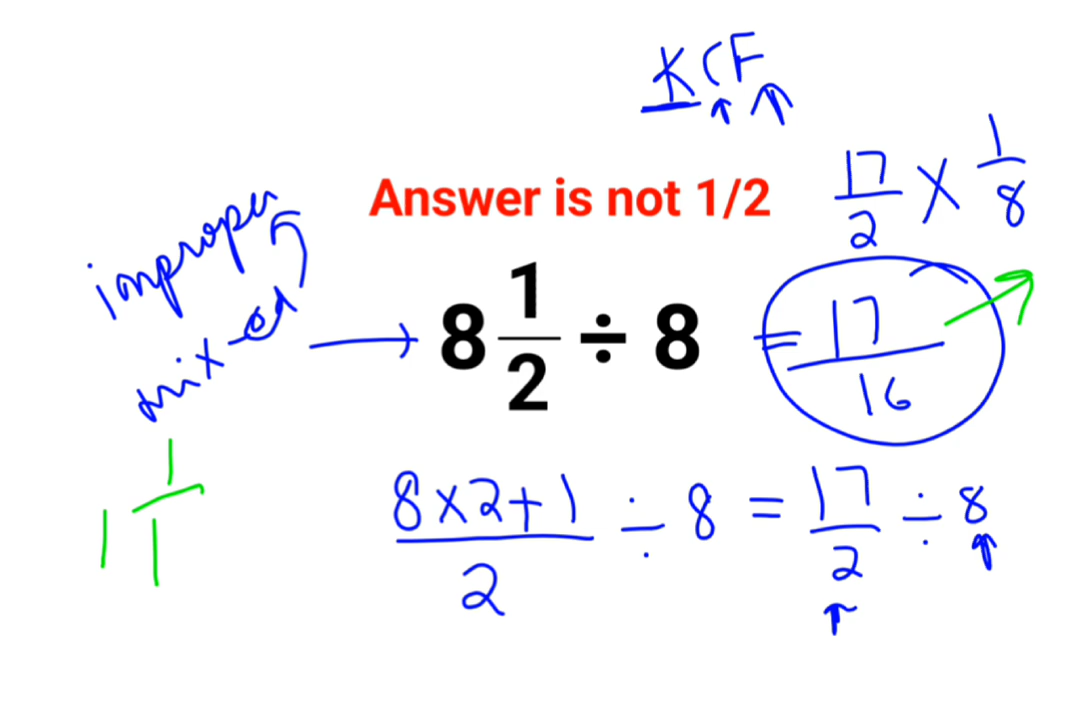 KCF
Answer is not 1/2
17/2 × 1/8
improper
mixed → 8 1/2 ÷ 8
= 17/16
8×2+1/2 ÷ 8 = 17/2 ÷ 8
1 1/1